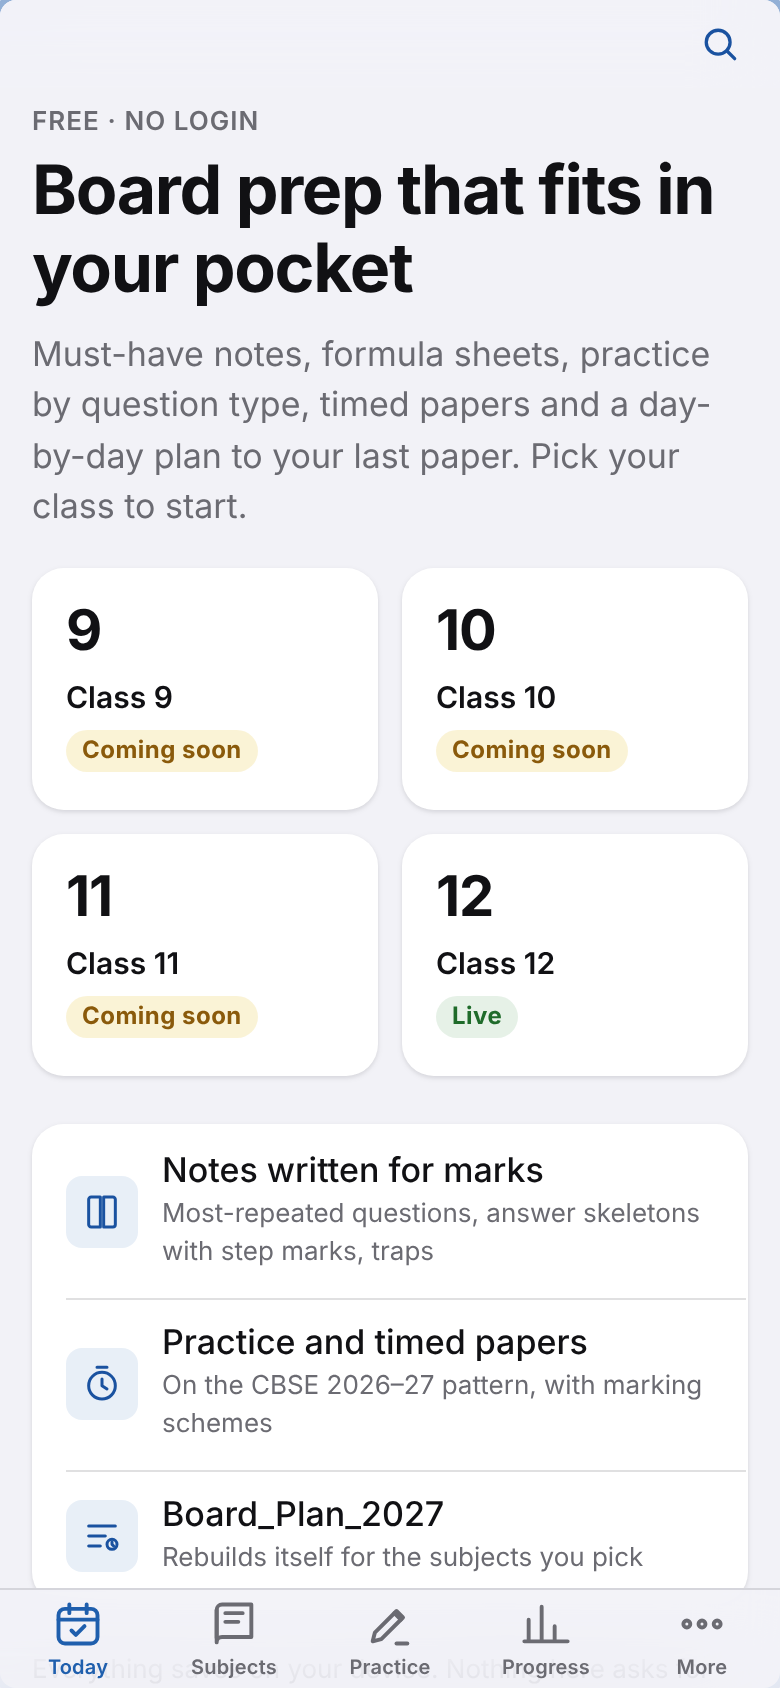 FREE · NO LOGIN
Board prep that fits in
your pocket
Must-have notes, formula sheets, practice
by question type, timed papers and a day-
by-day plan to your last paper. Pick your
class to start.
9
Class 9
Coming soon
10
Class 10
Coming soon
11
Class 11
Coming soon
12
Class 12
Live
Notes written for marks
Most-repeated questions, answer skeletons
with step marks, traps
Practice and timed papers
On the CBSE 2026–27 pattern, with marking
schemes
Board_Plan_2027
Rebuilds itself for the subjects you pick
Today
Subjects
Practice
Progress
More